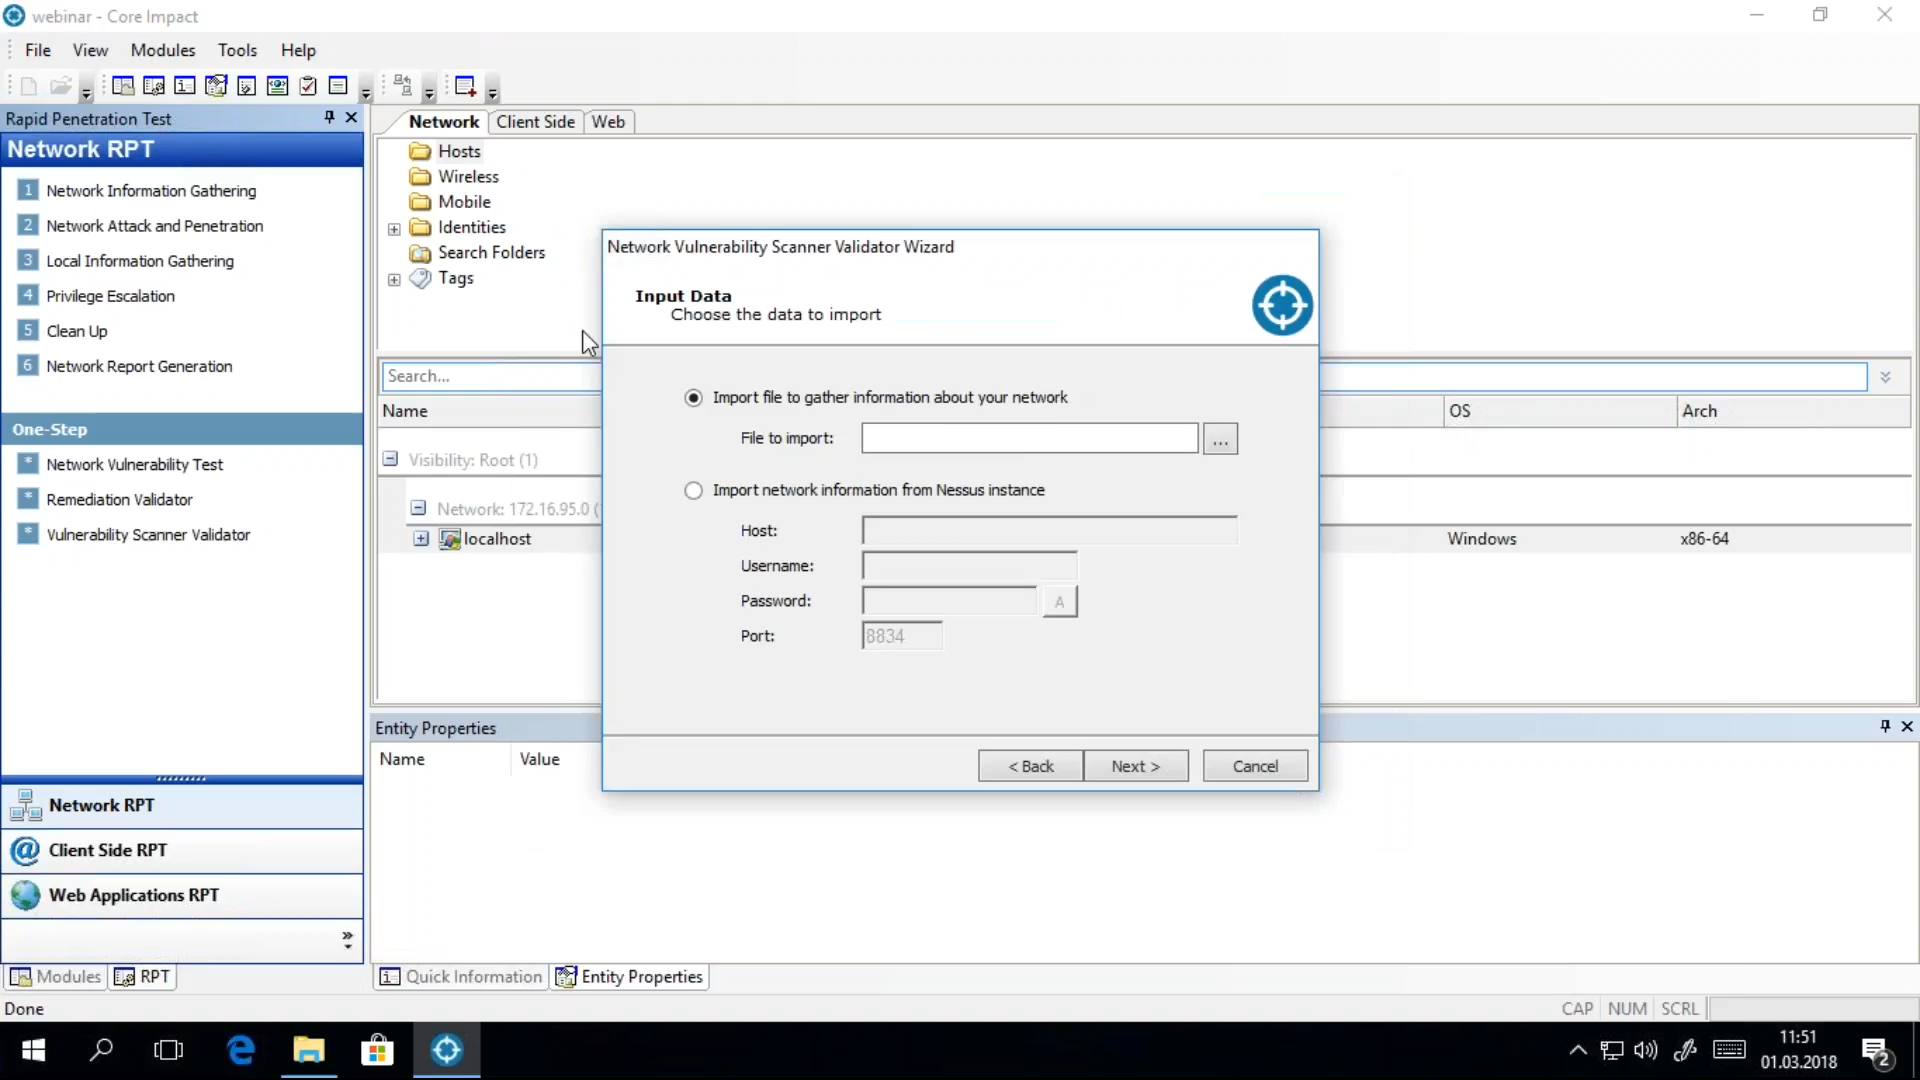 webinar - Core Impact
File View Modules Tools Help
Rapid Penetration Test
Network RPT
1 Network Information Gathering
2 Network Attack and Penetration
3 Local Information Gathering
4 Privilege Escalation
5 Clean Up
6 Network Report Generation
One-Step
* Network Vulnerability Test
* Remediation Validator
* Vulnerability Scanner Validator
Network RPT
@ Client Side RPT
Web Applications RPT
Modules RPT
Network Client Side Web
Hosts
Wireless
Mobile
Identities
Search Folders
Tags
Search...
Name OS Arch
Visibility: Root (1)
Network: 172.16.95.0 (
localhost Windows x86-64
Network Vulnerability Scanner Validator Wizard
Input Data
Choose the data to import
Import file to gather information about your network
File to import: ...
Import network information from Nessus instance
Host:
Username:
Password: A
Port: 8834
< Back Next > Cancel
Entity Properties
Name Value
Quick Information Entity Properties
Done CAP NUM SCRL
11:51
01.03.2018
2